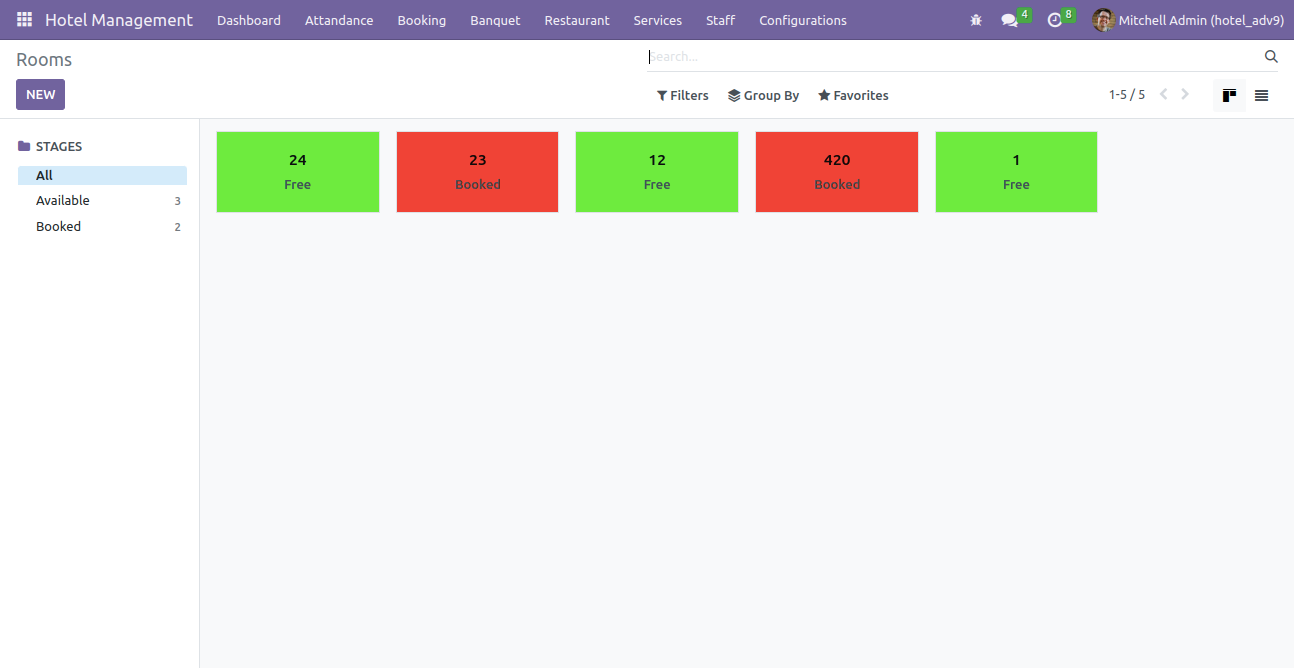 Hotel Management Dashboard Attandance Booking Banquet Restaurant Services Staff Configurations 4 8 Mitchell Admin (hotel_adv9)
Rooms
Search...
NEW
Filters Group By Favorites 1-5 / 5
STAGES
All
Available 3
Booked 2
24
Free
23
Booked
12
Free
420
Booked
1
Free